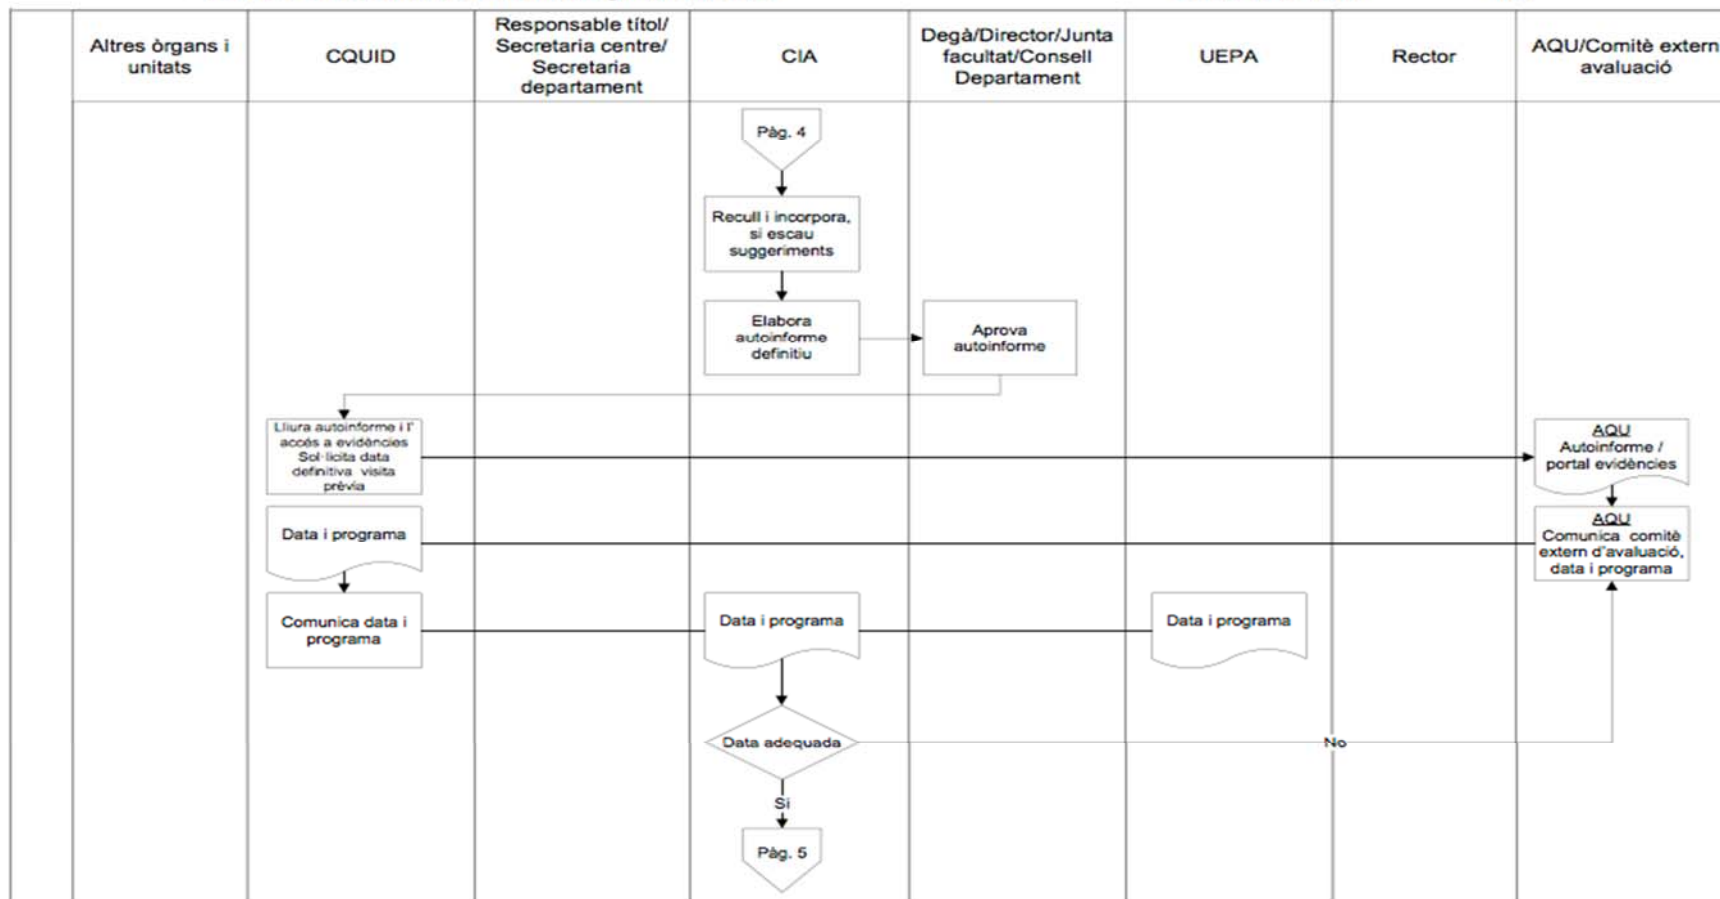 Altres òrgans i
unitats
CQUID
Responsable títol/
Secretaria centre/
Secretaria
departament
CIA
Degà/Director/Junta
facultat/Consell
Departament
UEPA
Rector
AQU/Comitè extern
avaluació
Pàg. 4
Recull i incorpora,
si escau
suggeriments
Elabora
autoinforme
definitiu
Aprova
autoinforme
Lliura autoinforme i l'
accés a evidències
Sol·licita data
definitiva visita
prèvia
AQU
Autoinforme /
portal evidències
Data i programa
AQU
Comunica comitè
extern d'avaluació,
data i programa
Comunica data i
programa
Data i programa
Data i programa
Data adequada
No
Si
Pàg. 5